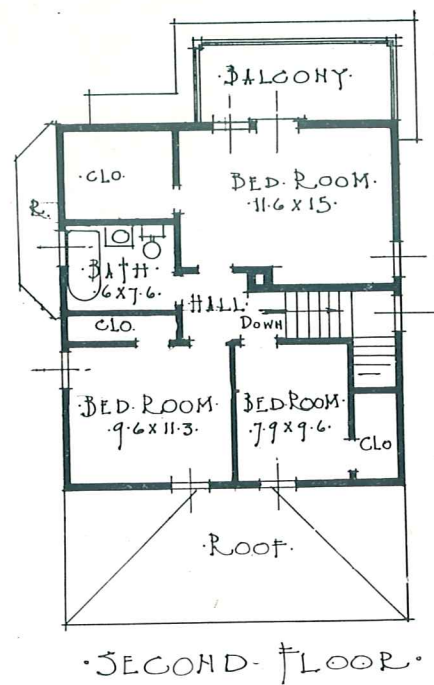 ·BALCONY·
·CLO·
BED·ROOM·
·11·6 X 15·
R.
·BATH·
·6 X 7·6·
·HALL·
DOWN
·CLO·
·BED·ROOM·
·9·6 X 11·3·
BED·ROOM·
·7·9 X 9·6·
CLO
·ROOF·
·SECOND·FLOOR·